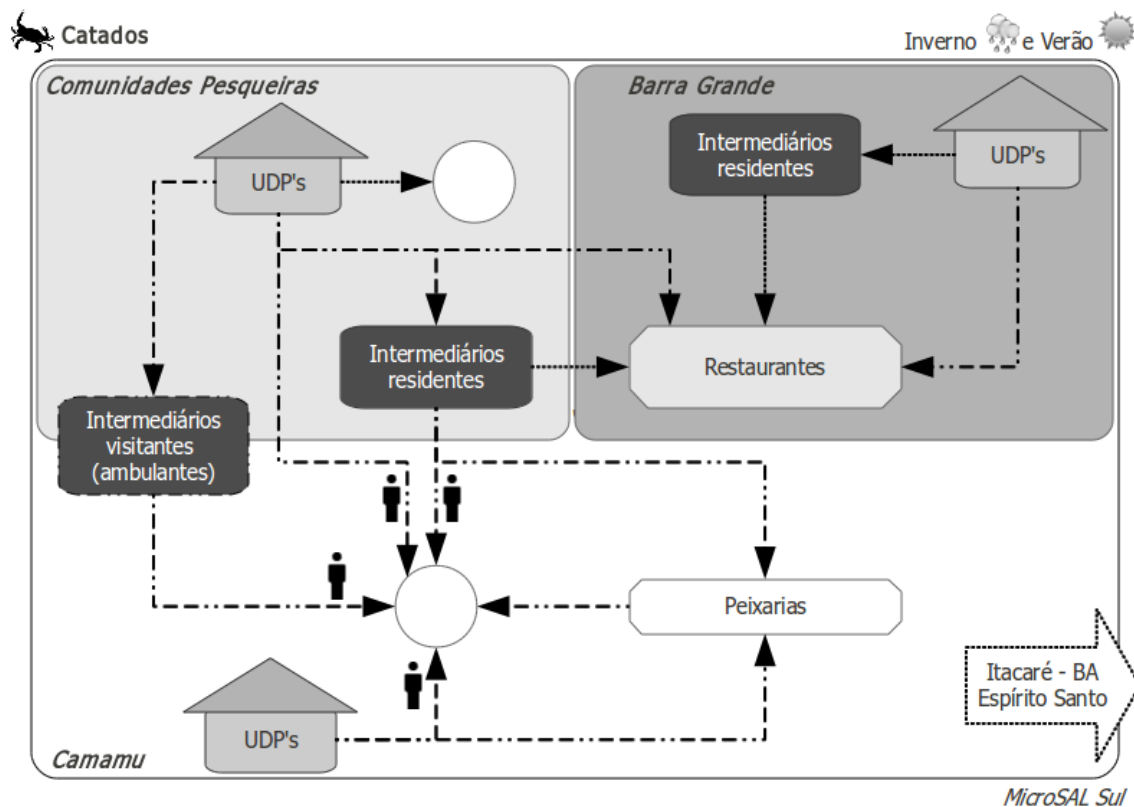 Catados
Inverno e Verão
Comunidades Pesqueiras
Barra Grande
UDP's
Intermediários
residentes
UDP's
Intermediários
residentes
Restaurantes
Intermediários
visitantes
(ambulantes)
Peixarias
Itacaré - BA
Espírito Santo
UDP's
Camamu
MicroSAL Sul